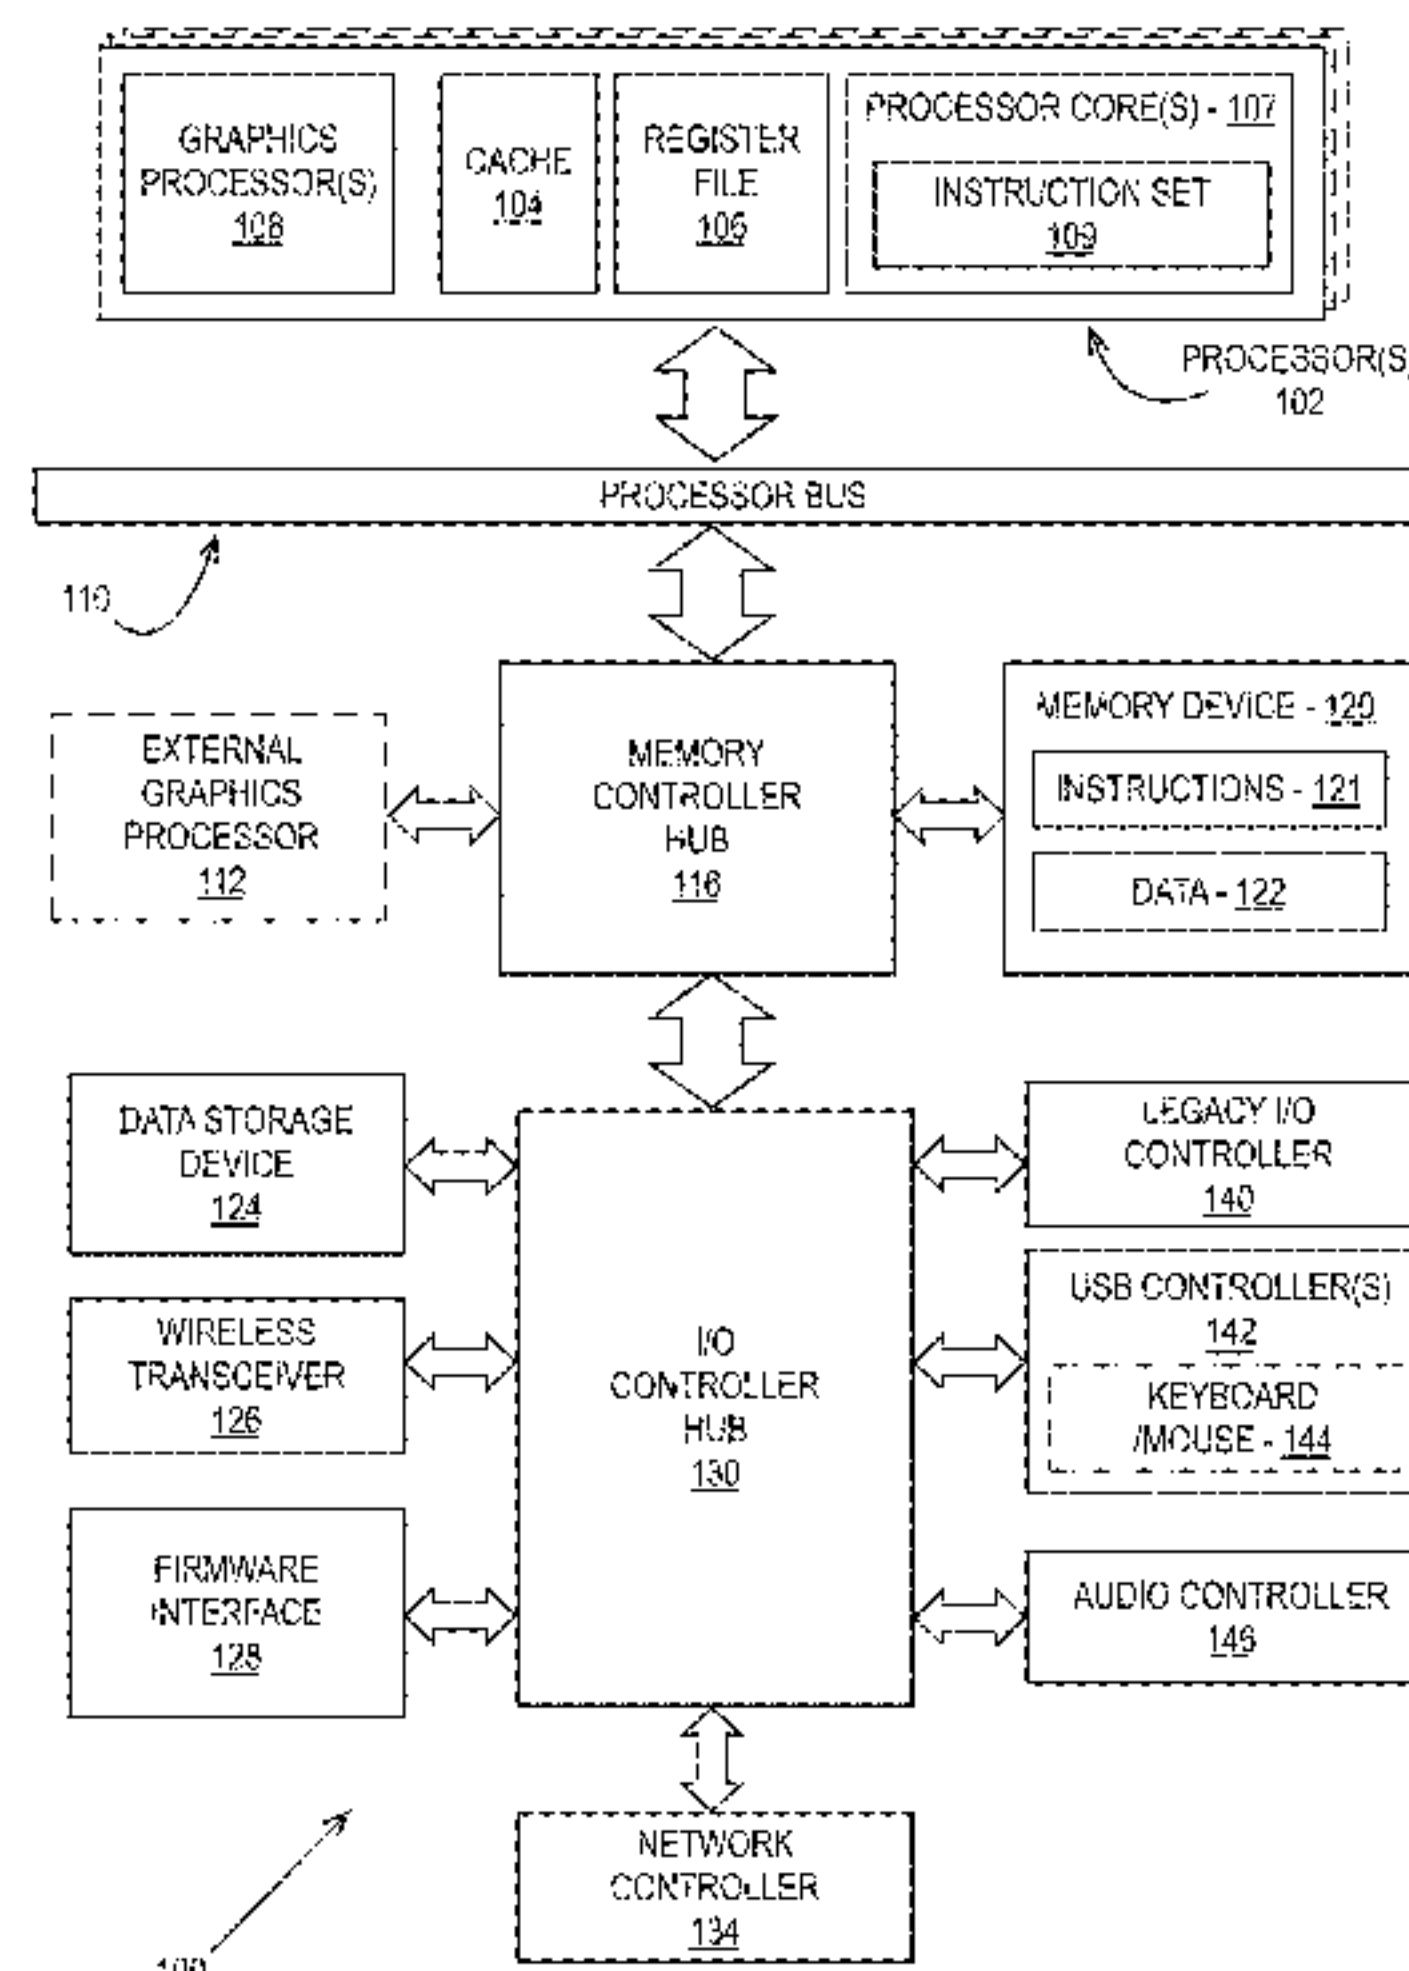 GRAPHICS
PROCESSOR(S)
108
CACHE
104
REGISTER
FILE
106
PROCESSOR CORE(S) - 107
INSTRUCTION SET
109
PROCESSOR(S
102
PROCESSOR BUS
110
EXTERNAL
GRAPHICS
PROCESSOR
112
MEMORY
CONTROLLER
HUB
116
MEMORY DEVICE - 120
INSTRUCTIONS - 121
DATA - 122
DATA STORAGE
DEVICE
124
WIRELESS
TRANSCEIVER
126
FIRMWARE
INTERFACE
128
I/O
CONTROLLER
HUB
130
LEGACY I/O
CONTROLLER
140
USB CONTROLLER(S)
142
KEYBOARD
/MOUSE - 144
AUDIO CONTROLLER
146
NETWORK
CONTROLLER
134